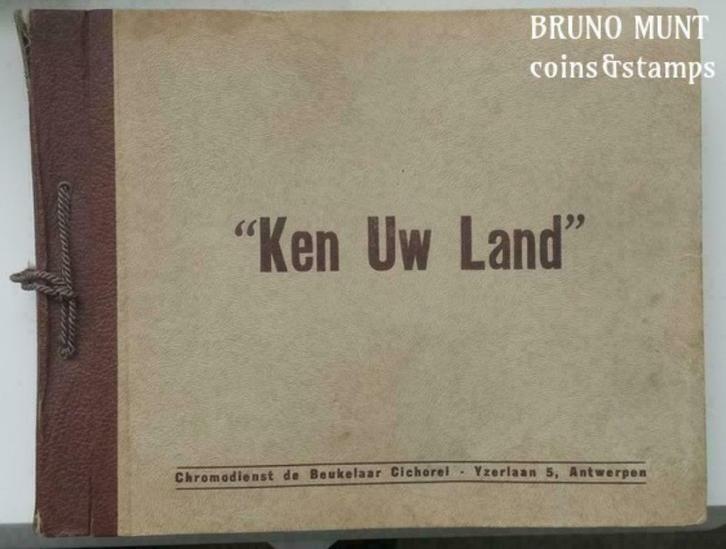 BRUNO MUNT
coins&stamps
“Ken Uw Land”
Chromodienst de Beukelaar Cichorei - Yzerlaan 5, Antwerpen